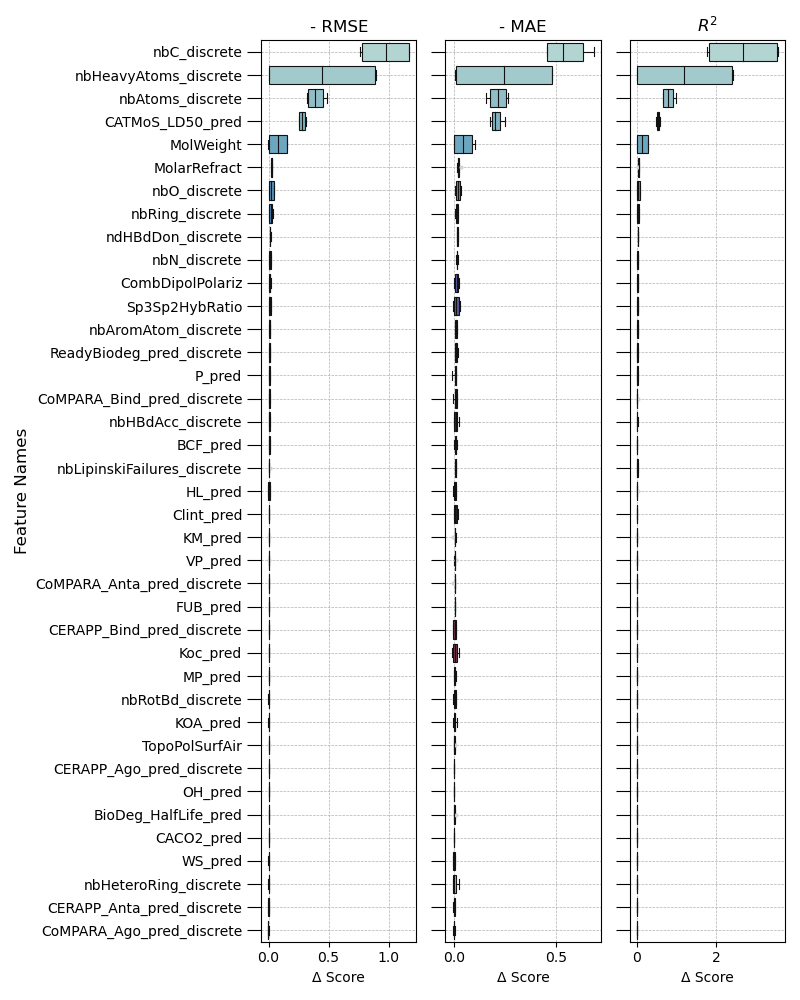 - RMSE
- MAE
R²
nbC_discrete
nbHeavyAtoms_discrete
nbAtoms_discrete
CATMoS_LD50_pred
MolWeight
MolarRefract
nbO_discrete
nbRing_discrete
ndHBdDon_discrete
nbN_discrete
CombDipolPolariz
Sp3Sp2HybRatio
nbAromAtom_discrete
ReadyBiodeg_pred_discrete
P_pred
CoMPARA_Bind_pred_discrete
nbHBdAcc_discrete
BCF_pred
nbLipinskiFailures_discrete
HL_pred
Clint_pred
KM_pred
VP_pred
CoMPARA_Anta_pred_discrete
FUB_pred
CERAPP_Bind_pred_discrete
Koc_pred
MP_pred
nbRotBd_discrete
KOA_pred
TopoPolSurfAir
CERAPP_Ago_pred_discrete
OH_pred
BioDeg_HalfLife_pred
CACO2_pred
WS_pred
nbHeteroRing_discrete
CERAPP_Anta_pred_discrete
CoMPARA_Ago_pred_discrete
Feature Names
0.0 0.5 1.0
0.0 0.5
0 2
Δ Score
Δ Score
Δ Score